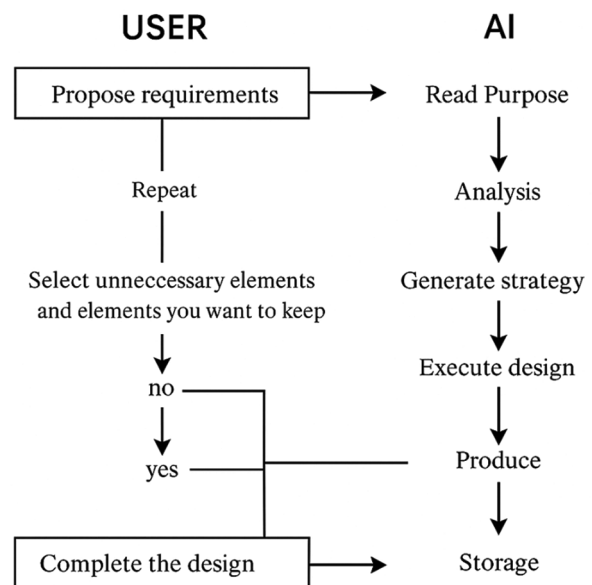 USER
AI
Propose requirements
Read Purpose
Repeat
Analysis
Select unneccessary elements
and elements you want to keep
Generate strategy
Execute design
no
yes
Produce
Complete the design
Storage